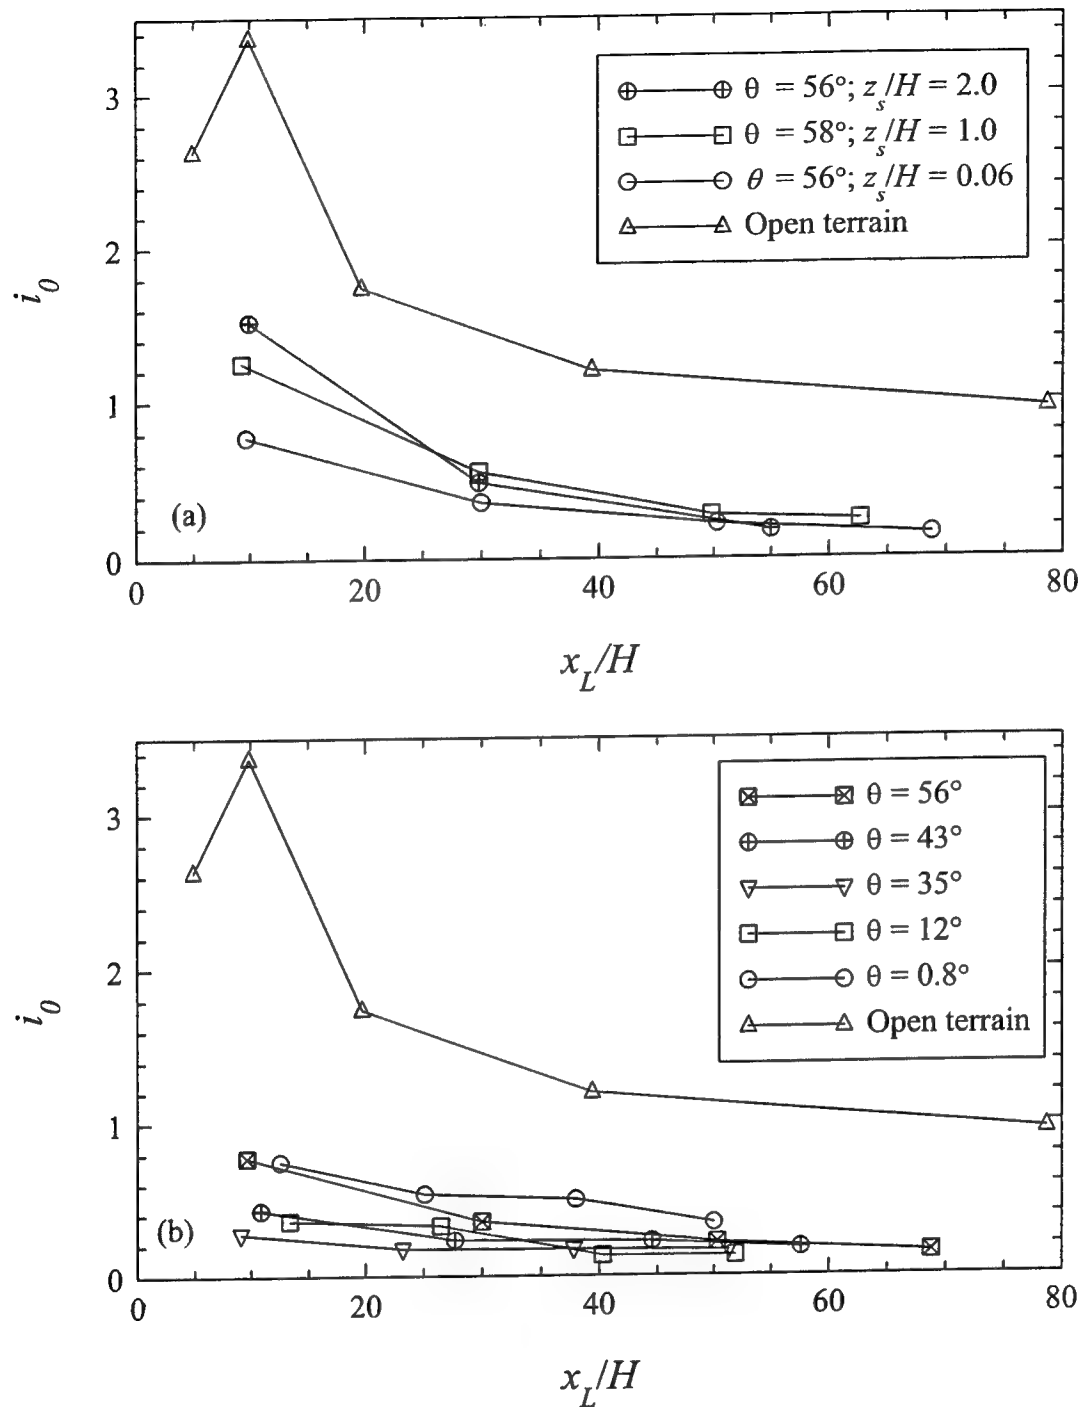 3
2
1
0
i₀
(a)
θ = 56°; zₛ/H = 2.0
θ = 58°; zₛ/H = 1.0
θ = 56°; zₛ/H = 0.06
Open terrain
0 20 40 60 80
x_L/H
3
2
1
0
i₀
(b)
θ = 56°
θ = 43°
θ = 35°
θ = 12°
θ = 0.8°
Open terrain
0 20 40 60 80
x_L/H